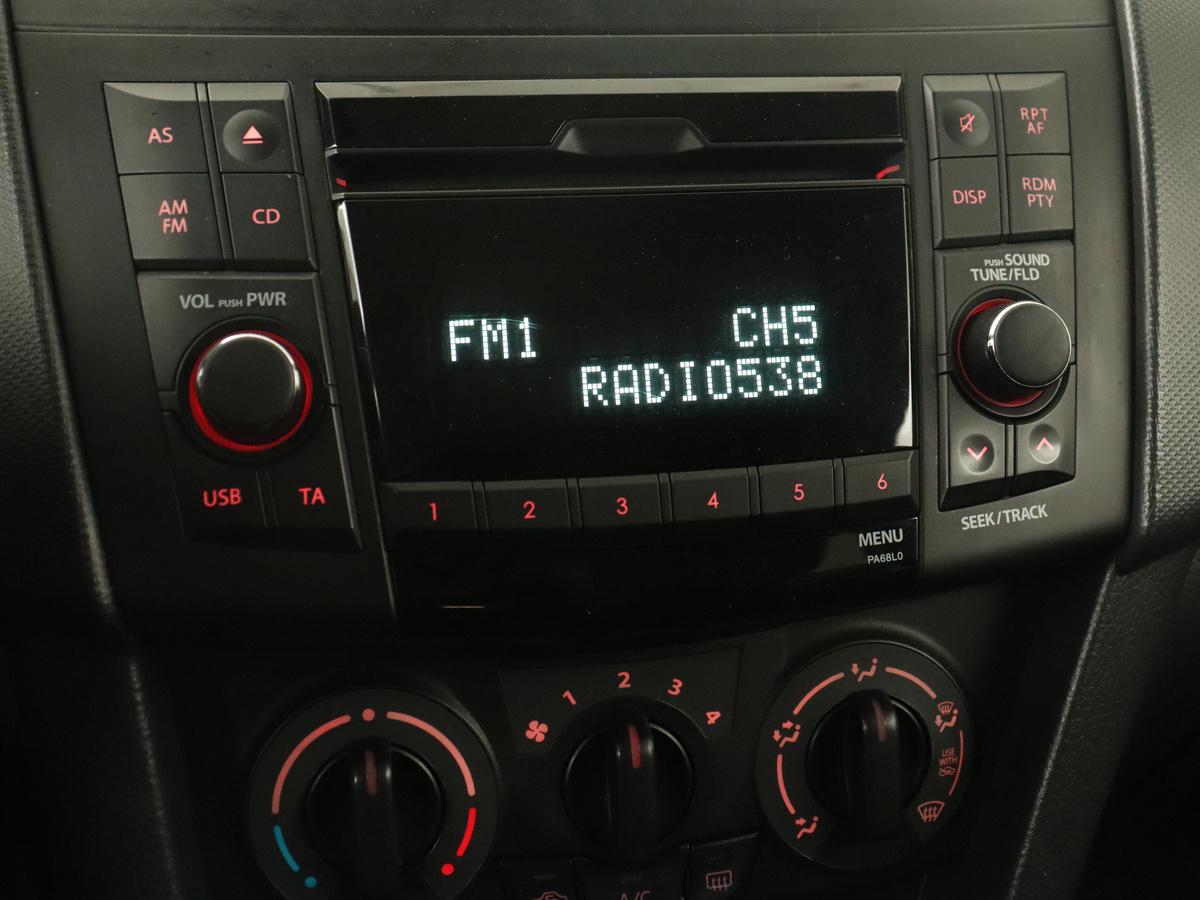 AS
AM
FM
CD
RPT
AF
DISP
RDM
PTY
VOL PUSH PWR
PUSH SOUND
TUNE/FLD
FM1 CH5
RADIO538
USB TA
1 2 3 4 5 6
SEEK/TRACK
MENU
PA68L0
1 2 3 4
USE
WITH
A/C